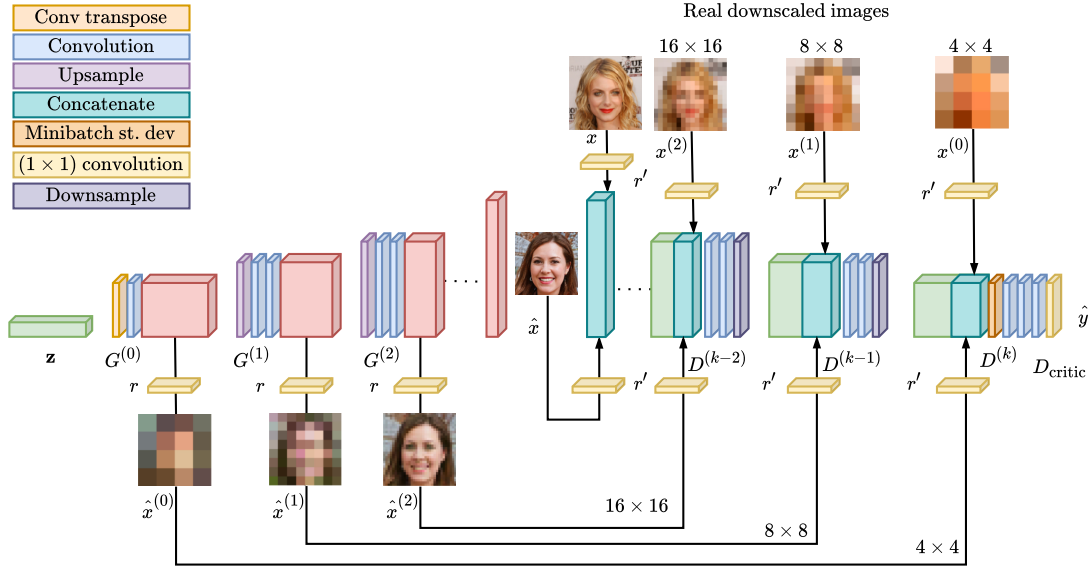 Conv transpose
Convolution
Upsample
Concatenate
Minibatch st. dev
(1 × 1) convolution
Downsample
Real downscaled images
16 × 16
8 × 8
4 × 4
x
x^(2)
x^(1)
x^(0)
r′
r′
r′
r′
. . . .
. . . .
z
G^(0)
G^(1)
G^(2)
x̂
D^(k−2)
D^(k−1)
D^(k)
D_critic
ŷ
r
r
r
r′
r′
r′
x̂^(0)
x̂^(1)
x̂^(2)
16 × 16
8 × 8
4 × 4